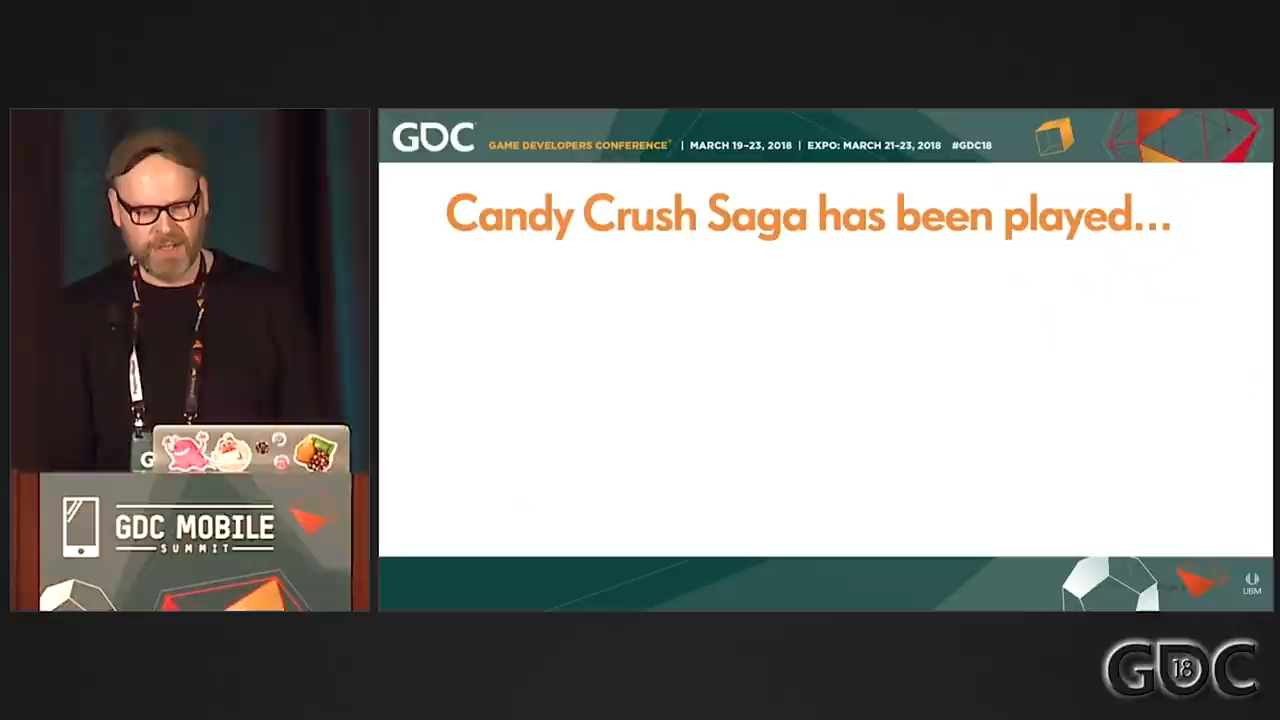 GDC
GAME DEVELOPERS CONFERENCE | MARCH 19–23, 2018 | EXPO: MARCH 21–23, 2018 #GDC18
Candy Crush Saga has been played...
G
GDC MOBILE
SUMMIT
UBM
GDC
18